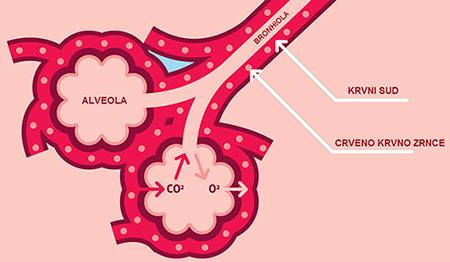 BRONHIOLA
ALVEOLA
KRVNI SUD
CRVENO KRVNO ZRNCE
CO² O²